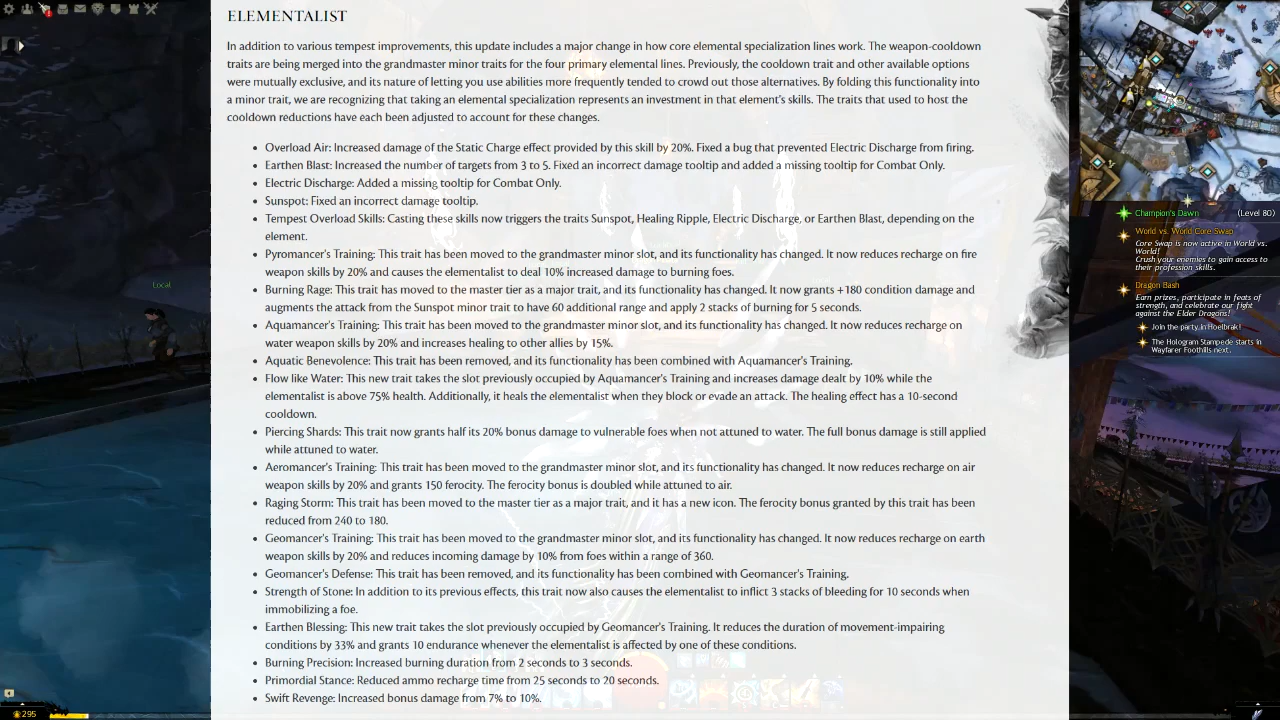 ELEMENTALIST
In addition to various tempest improvements, this update includes a major change in how core elemental specialization lines work. The weapon-cooldown
traits are being merged into the grandmaster minor traits for the four primary elemental lines. Previously, the cooldown trait and other available options
were mutually exclusive, and its nature of letting you use abilities more frequently tended to crowd out those alternatives. By folding this functionality into
a minor trait, we are recognizing that taking an elemental specialization represents an investment in that element's skills. The traits that used to host the
cooldown reductions have each been adjusted to account for these changes.
• Overload Air: Increased damage of the Static Charge effect provided by this skill by 20%. Fixed a bug that prevented Electric Discharge from firing.
• Earthen Blast: Increased the number of targets from 3 to 5. Fixed an incorrect damage tooltip and added a missing tooltip for Combat Only.
• Electric Discharge: Added a missing tooltip for Combat Only.
• Sunspot: Fixed an incorrect damage tooltip.
• Tempest Overload Skills: Casting these skills now triggers the traits Sunspot, Healing Ripple, Electric Discharge, or Earthen Blast, depending on the
element.
• Pyromancer's Training: This trait has been moved to the grandmaster minor slot, and its functionality has changed. It now reduces recharge on fire
weapon skills by 20% and causes the elementalist to deal 10% increased damage to burning foes.
• Burning Rage: This trait has moved to the master tier as a major trait, and its functionality has changed. It now grants +180 condition damage and
augments the attack from the Sunspot minor trait to have 60 additional range and apply 2 stacks of burning for 5 seconds.
• Aquamancer's Training: This trait has been moved to the grandmaster minor slot, and its functionality has changed. It now reduces recharge on
water weapon skills by 20% and increases healing to other allies by 15%.
• Aquatic Benevolence: This trait has been removed, and its functionality has been combined with Aquamancer's Training.
• Flow like Water: This new trait takes the slot previously occupied by Aquamancer's Training and increases damage dealt by 10% while the
elementalist is above 75% health. Additionally, it heals the elementalist when they block or evade an attack. The healing effect has a 10-second
cooldown.
• Piercing Shards: This trait now grants half its 20% bonus damage to vulnerable foes when not attuned to water. The full bonus damage is still applied
while attuned to water.
• Aeromancer's Training: This trait has been moved to the grandmaster minor slot, and its functionality has changed. It now reduces recharge on air
weapon skills by 20% and grants 150 ferocity. The ferocity bonus is doubled while attuned to air.
• Raging Storm: This trait has been moved to the master tier as a major trait, and it has a new icon. The ferocity bonus granted by this trait has been
reduced from 240 to 180.
• Geomancer's Training: This trait has been moved to the grandmaster minor slot, and its functionality has changed. It now reduces recharge on earth
weapon skills by 20% and reduces incoming damage by 10% from foes within a range of 360.
• Geomancer's Defense: This trait has been removed, and its functionality has been combined with Geomancer's Training.
• Strength of Stone: In addition to its previous effects, this trait now also causes the elementalist to inflict 3 stacks of bleeding for 10 seconds when
immobilizing a foe.
• Earthen Blessing: This new trait takes the slot previously occupied by Geomancer's Training. It reduces the duration of movement-impairing
conditions by 33% and grants 10 endurance whenever the elementalist is affected by one of these conditions.
• Burning Precision: Increased burning duration from 2 seconds to 3 seconds.
• Primordial Stance: Reduced ammo recharge time from 25 seconds to 20 seconds.
• Swift Revenge: Increased bonus damage from 7% to 10%.
Champion's Dawn (Level 80)
World vs. World Core Swap
Core Swap is now active in World vs.
World!
Crush your enemies to gain access to
their profession skills.
Dragon Bash
Earn prizes, participate in feats of
strength, and celebrate our fight
against the Elder Dragons!
Join the party in Hoelbrak!
The Hologram Stampede starts in
Wayfarer Foothills next.
Local
295